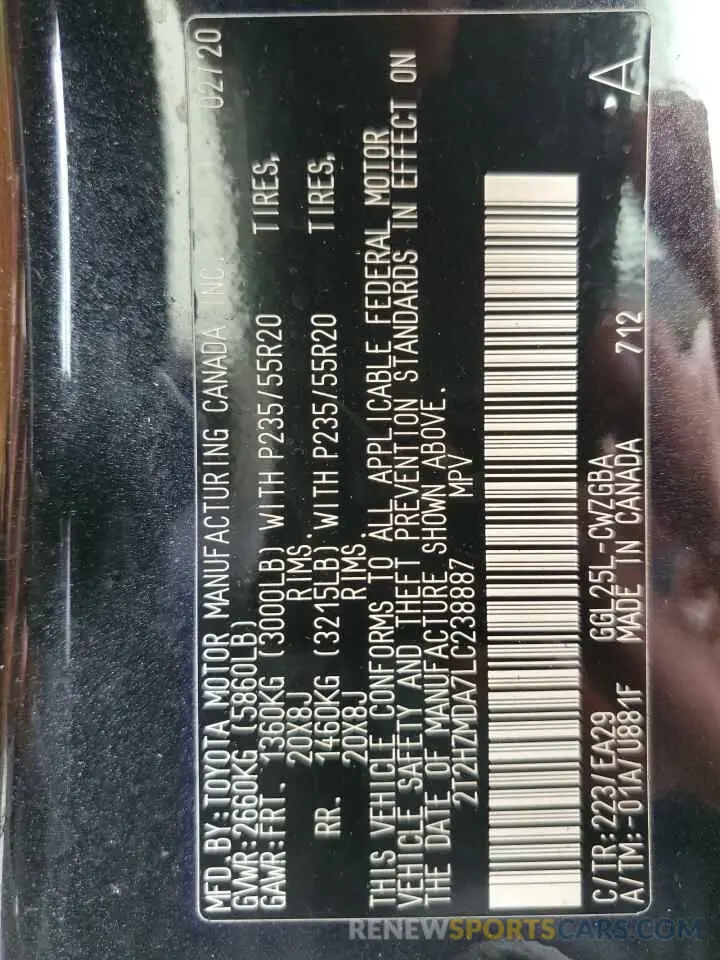 MFD.BY:TOYOTA MOTOR MANUFACTURING CANADA INC. 02/20
GVWR:2660KG (5860LB)
GAWR:FRT. 1360KG (3000LB) WITH P235/55R20 TIRES,
20X8J RIMS.
RR. 1460KG (3215LB) WITH P235/55R20 TIRES,
20X8J RIMS.
THIS VEHICLE CONFORMS TO ALL APPLICABLE FEDERAL MOTOR
VEHICLE SAFETY AND THEFT PREVENTION STANDARDS IN EFFECT ON
THE DATE OF MANUFACTURE SHOWN ABOVE.
2T2HZMDA7LC238887 MPV
C/TR:223/EA29 GGL25L-CWZGBA A
A/TM:-01A/U881F MADE IN CANADA 712
RENEWSPORTSCARS.COM